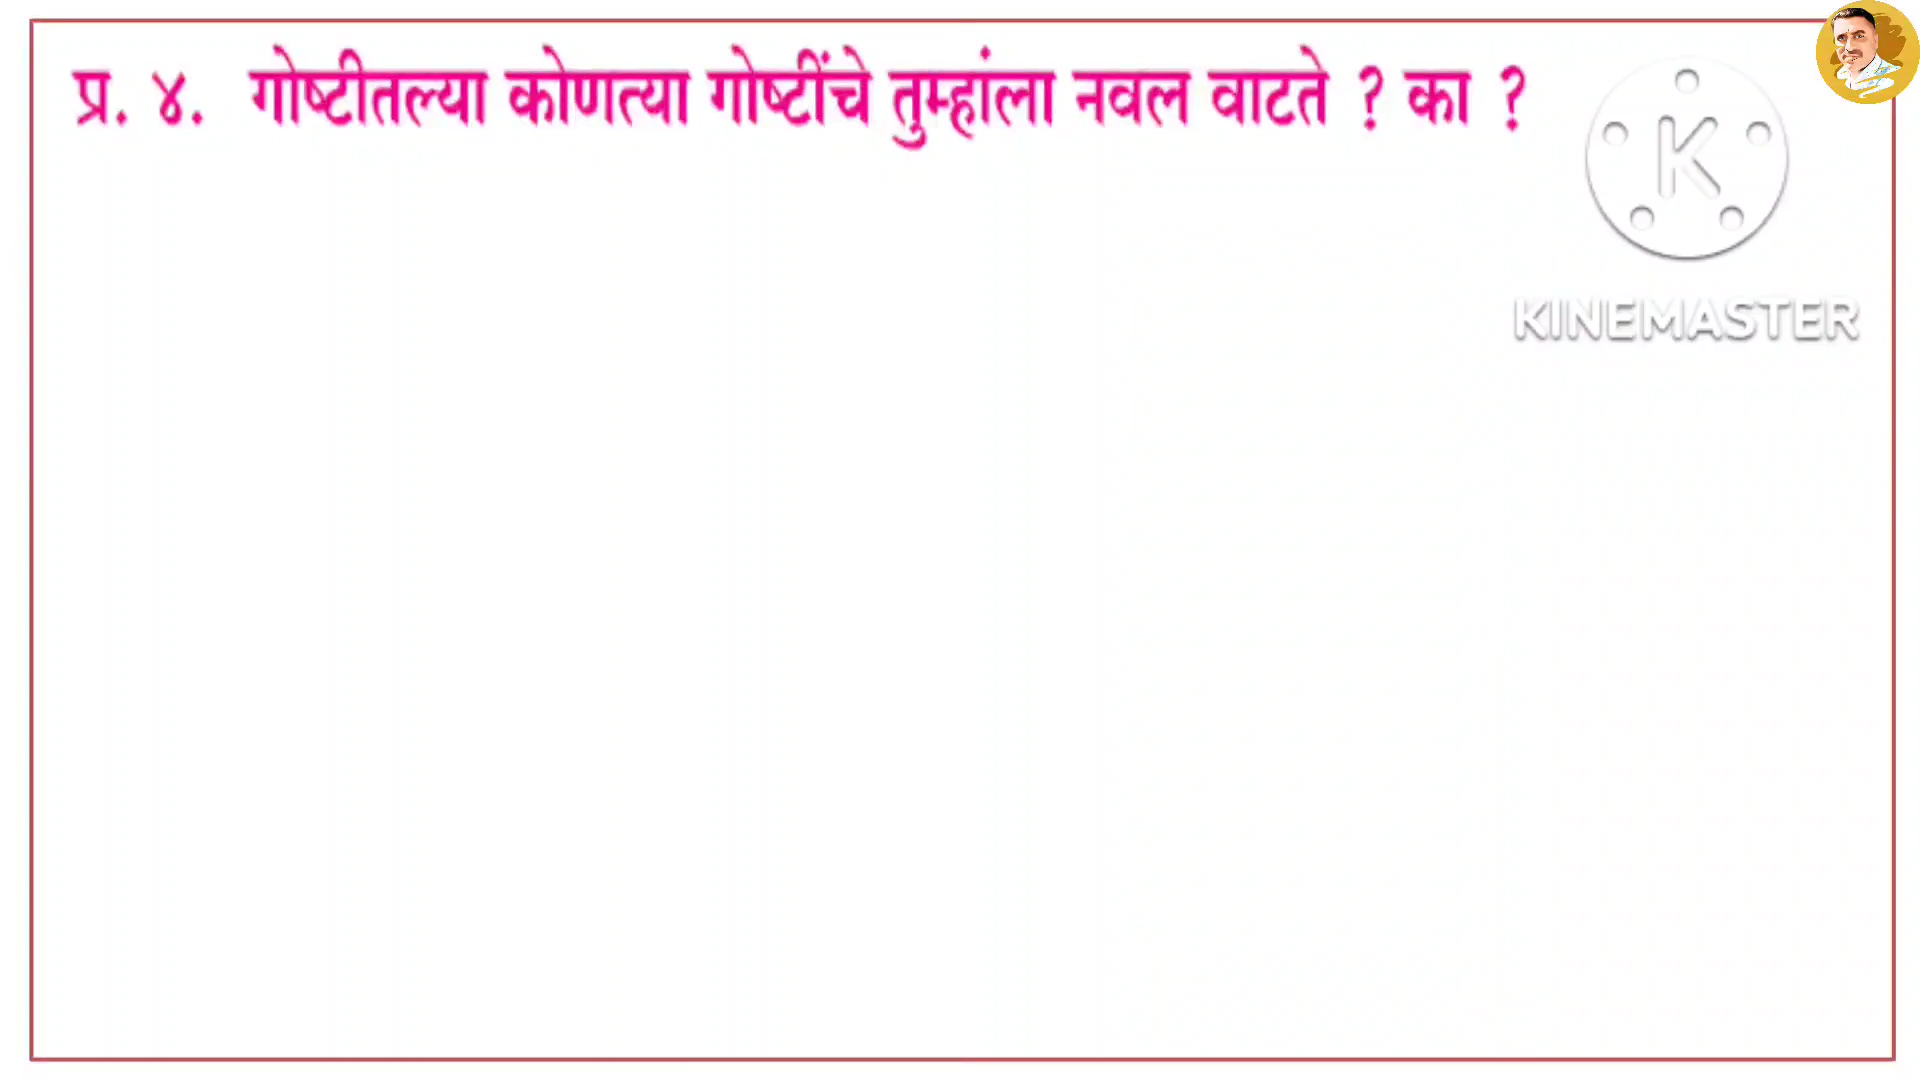 प्र. ४. गोष्टीतल्या कोणत्या गोष्टींचे तुम्हांला नवल वाटते ? का ?
K
KINEMASTER